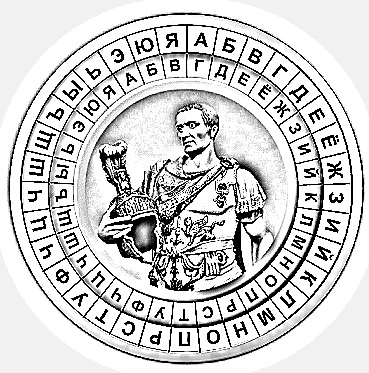 А Б В Г Д Е Ё Ж З И Й К Л М Н О П Р С Т У Ф Х Ц Ч Ш Щ Ъ Ы Ь Э Ю Я
А Б В Г Д Е Ё Ж З И Й К Л М Н О П Р С Т У Ф Х Ц Ч Ш Щ Ъ Ы Ь Э Ю Я